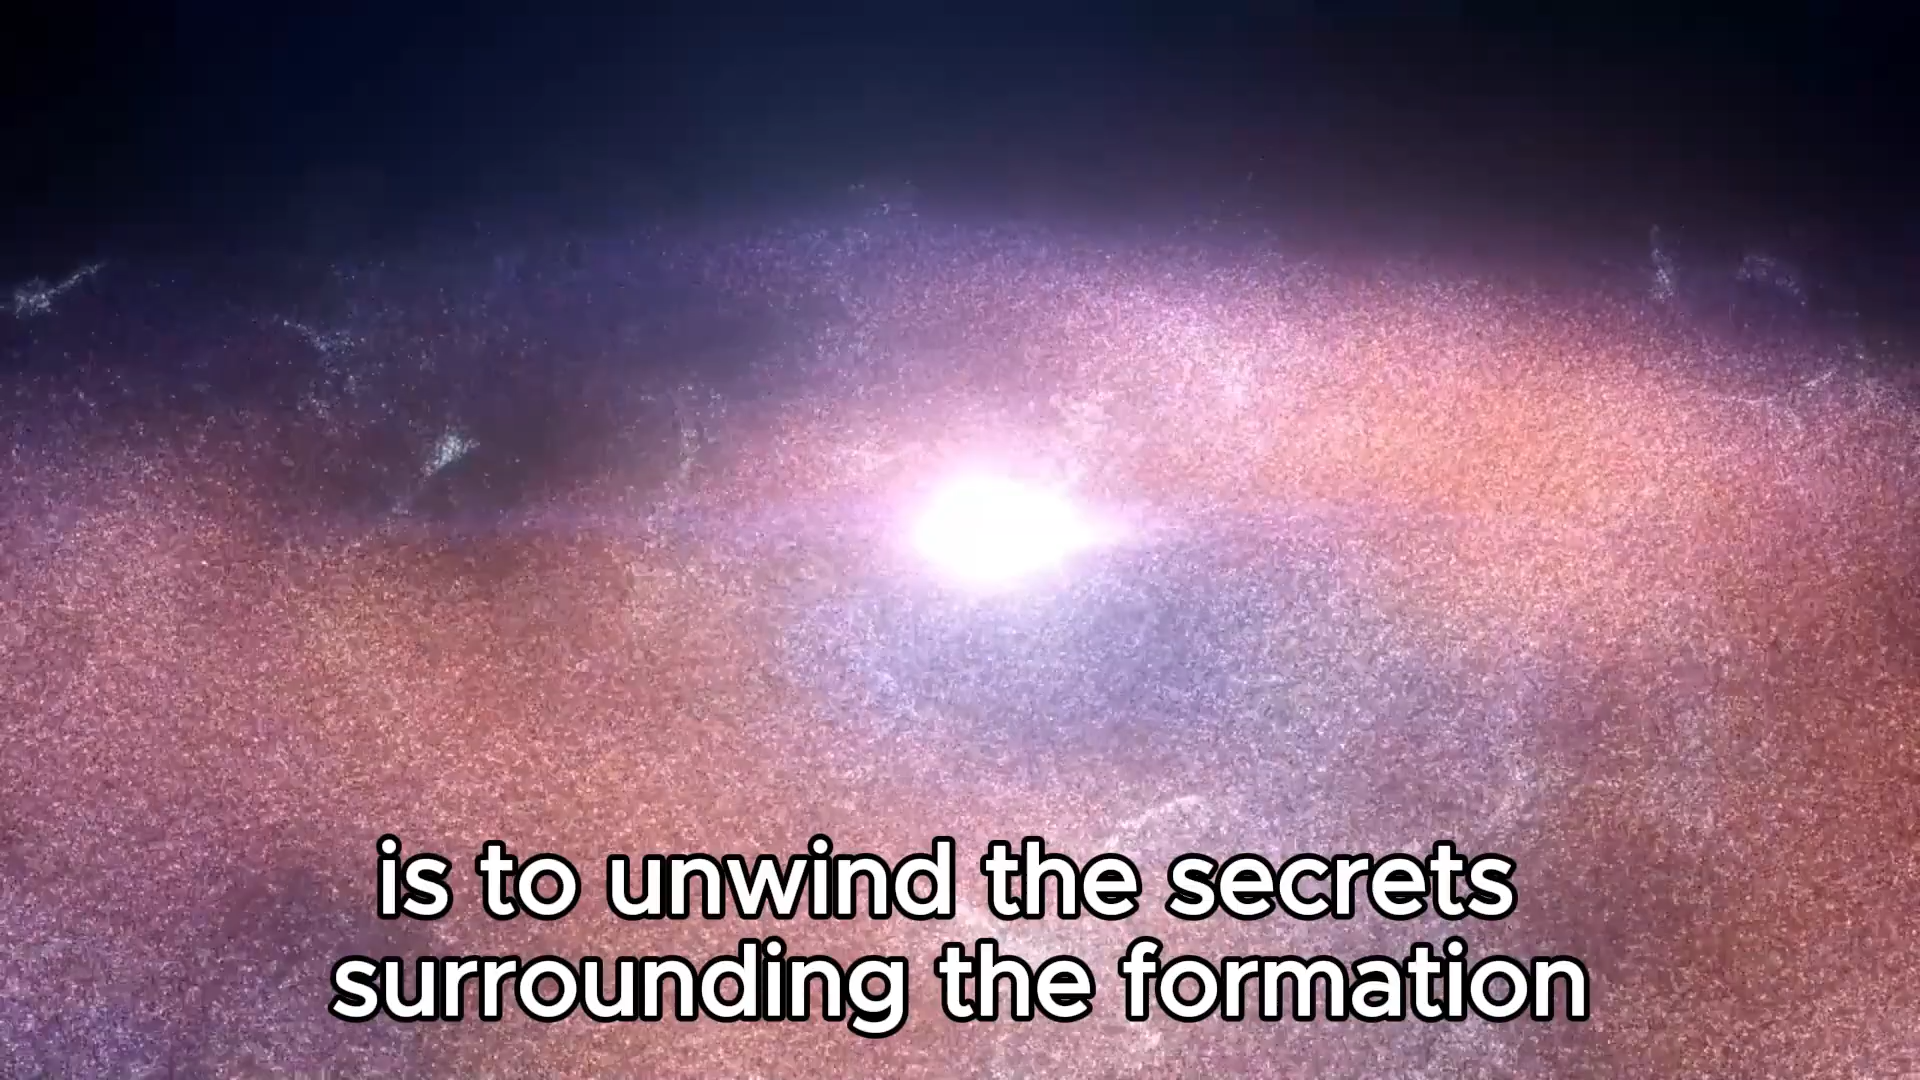 is to unwind the secrets
surrounding the formation